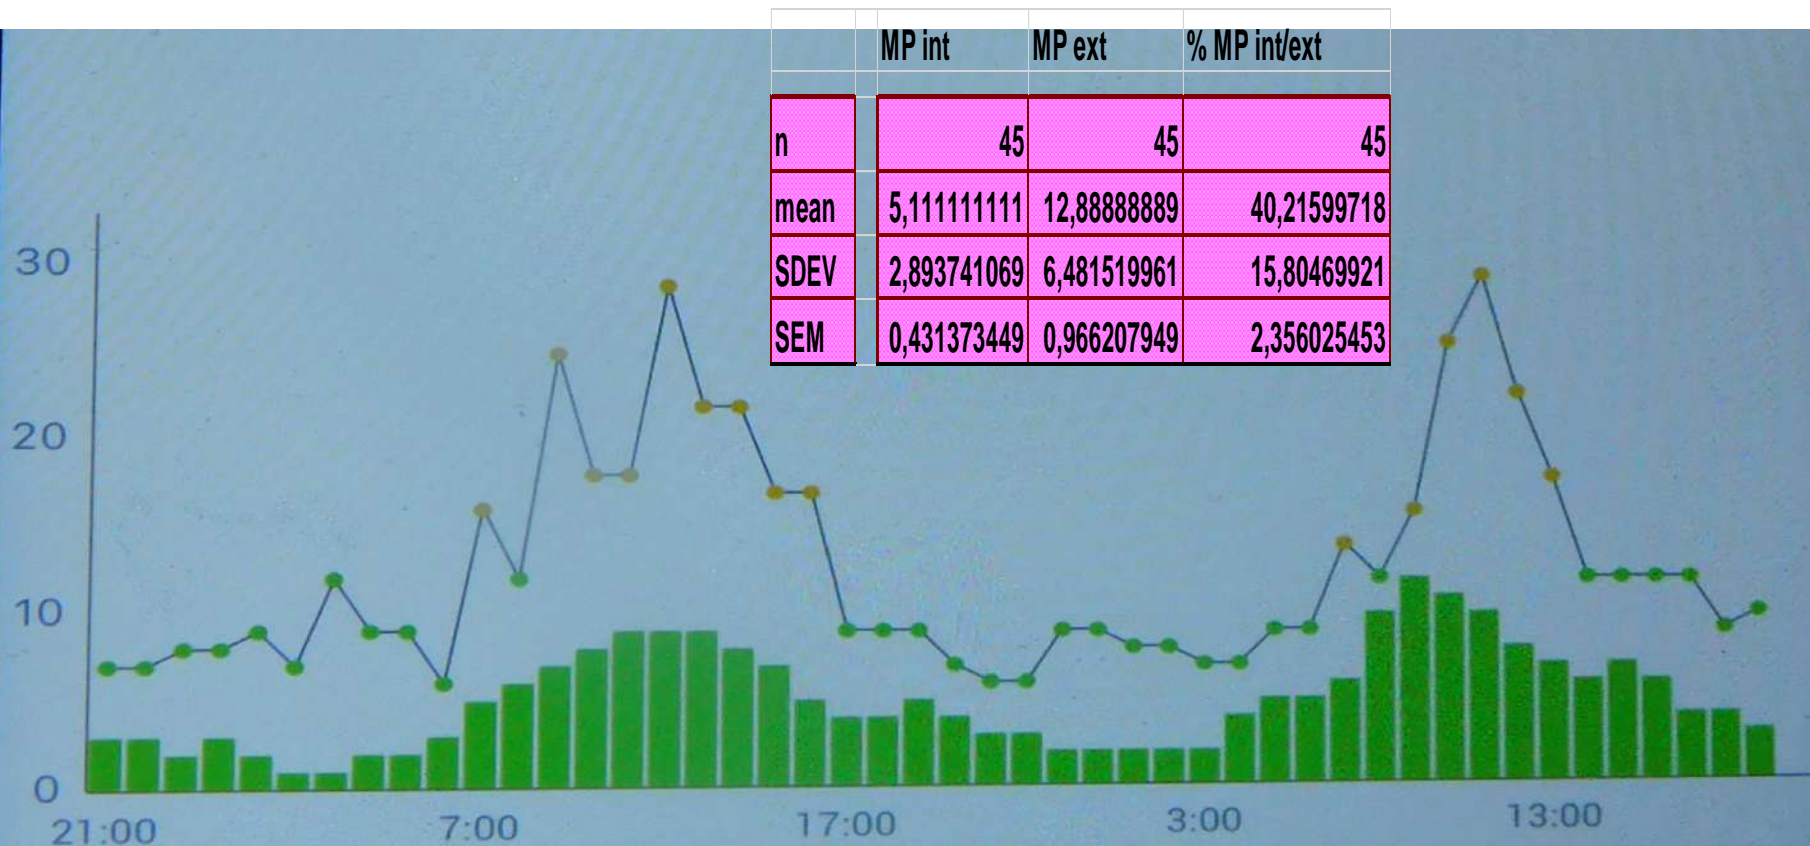 MP int MP ext % MP int/ext
n 45 45 45
mean 5,111111111 12,88888889 40,21599718
SDEV 2,893741069 6,481519961 15,80469921
SEM 0,431373449 0,966207949 2,356025453
30
20
10
0
21:00 7:00 17:00 3:00 13:00